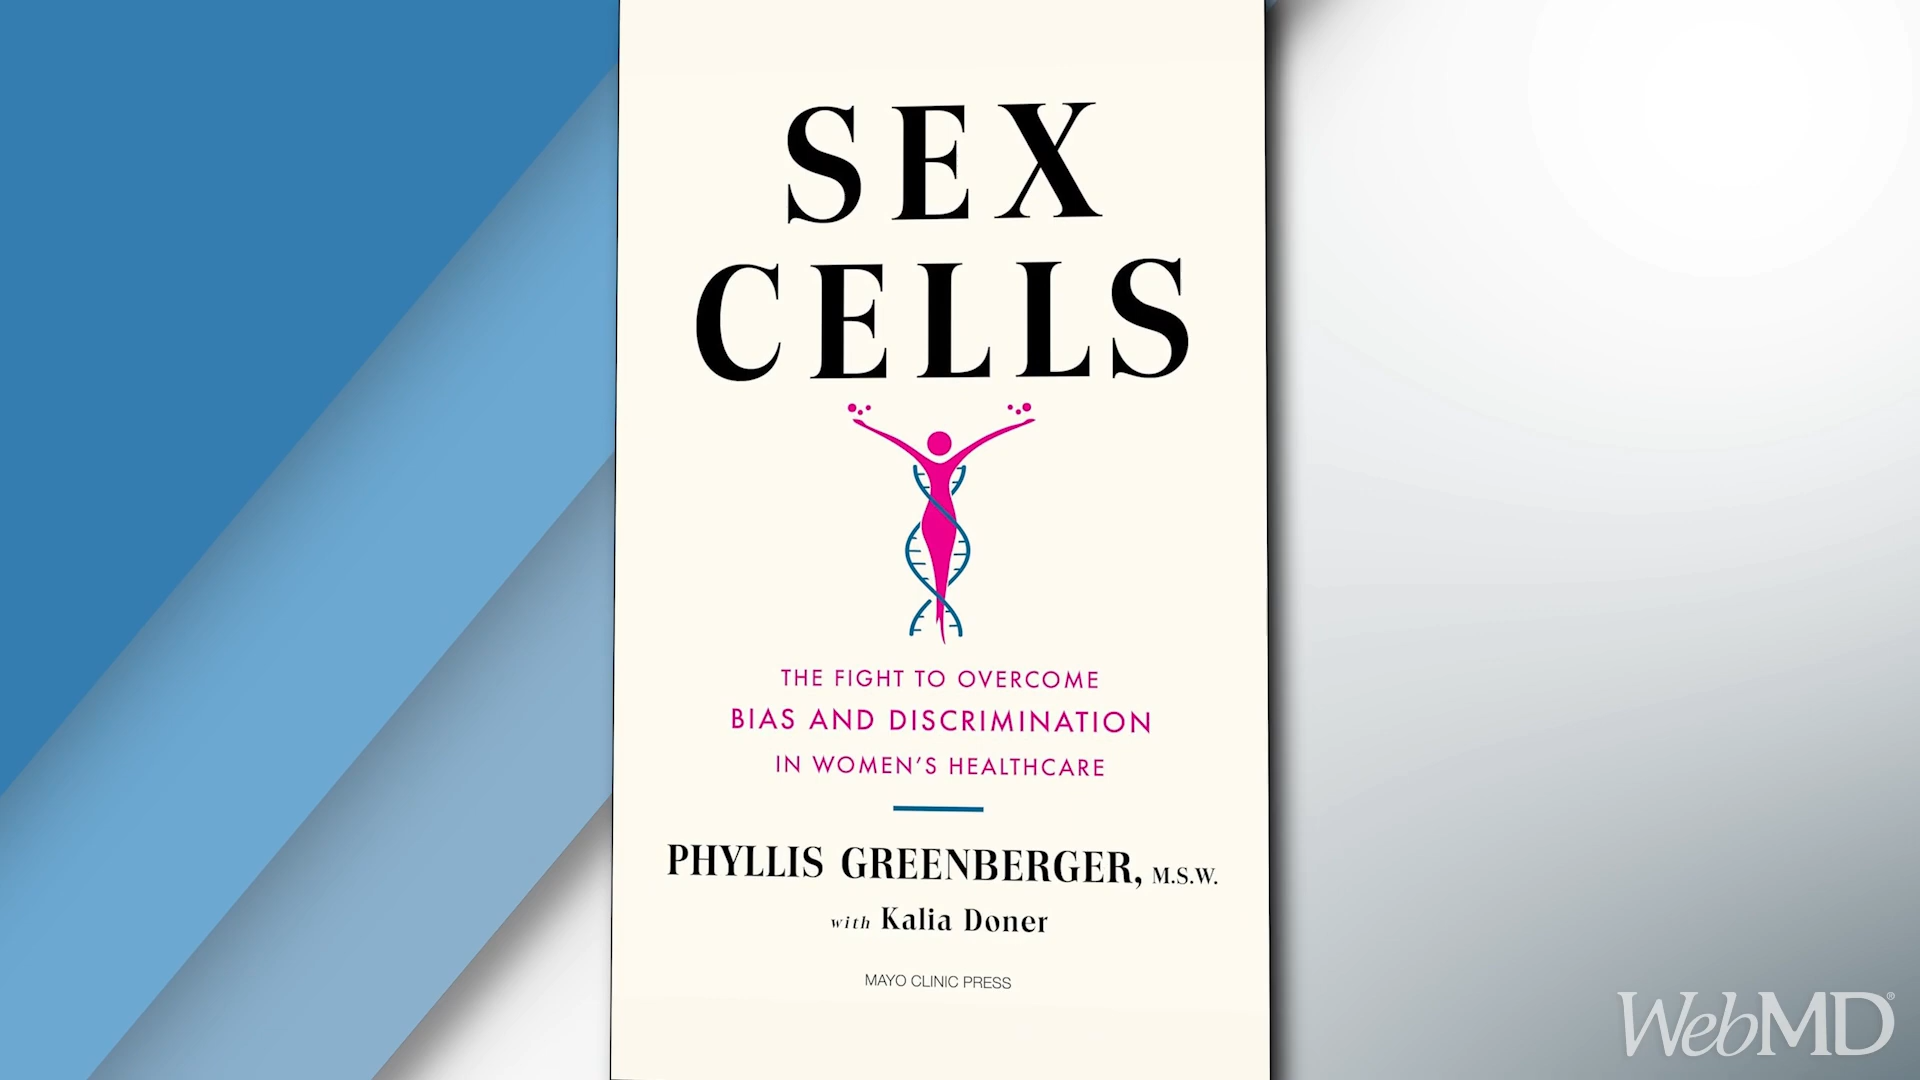 SEX
CELLS
THE FIGHT TO OVERCOME
BIAS AND DISCRIMINATION
IN WOMEN'S HEALTHCARE
PHYLLIS GREENBERGER, M.S.W.
with Kalia Doner
MAYO CLINIC PRESS
WebMD®